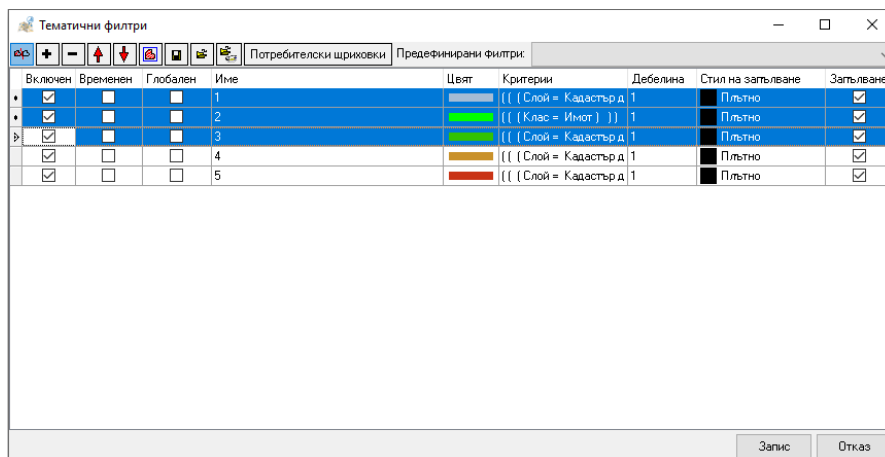 Тематични филтри
Потребителски щриховки Предефинирани филтри:
Включен Временен Глобален Име Цвят Критерии Дебелина Стил на запълване Запълване
1 ( ( ( Слой = Кадастър д 1 Плътно
2 ( ( ( Клас = Имот ) ) ) 1 Плътно
3 ( ( ( Слой = Кадастър д 1 Плътно
4 ( ( ( Слой = Кадастър д 1 Плътно
5 ( ( ( Слой = Кадастър д 1 Плътно
Запис Отказ